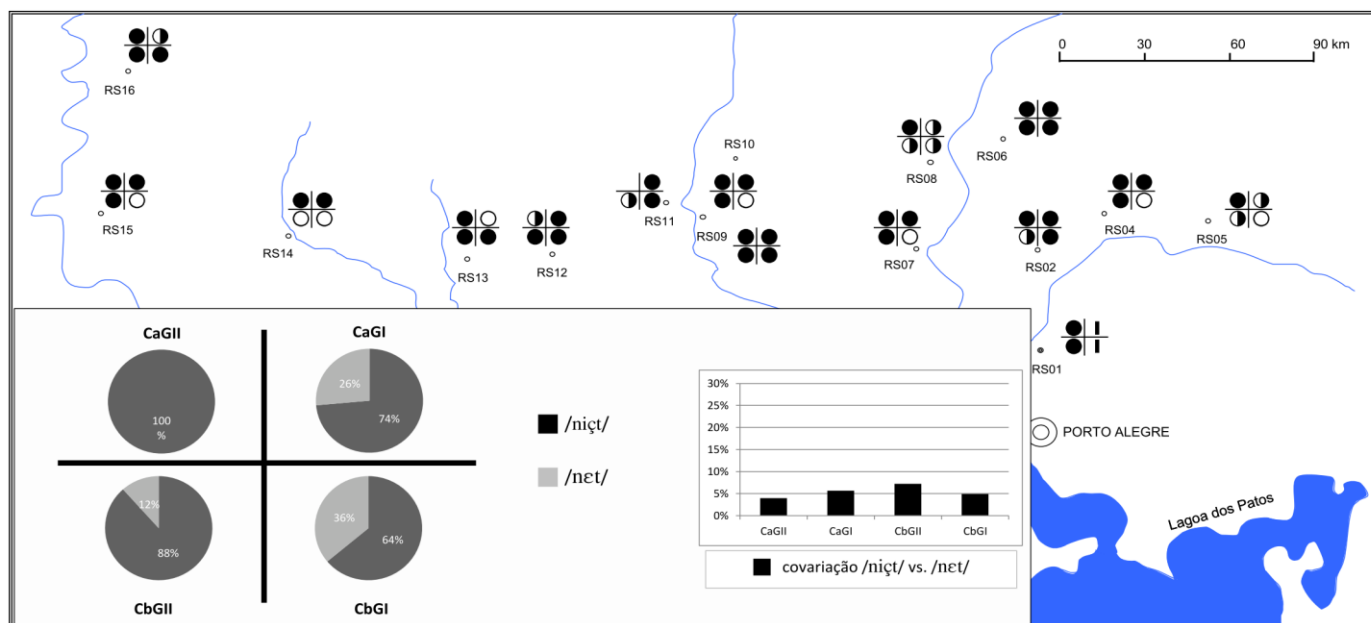 0 30 60 90 km
RS16
RS10
RS06
RS08
RS15
RS14
RS13
RS12
RS11
RS09
RS07
RS02
RS04
RS05
RS01
PORTO ALEGRE
Lagoa dos Patos
CaGII
CaGI
100
%
26%
74%
12%
88%
36%
64%
CbGII
CbGI
/niçt/
/nɛt/
30%
25%
20%
15%
10%
5%
0%
CaGII CaGI CbGII CbGI
covariação /niçt/ vs. /nɛt/